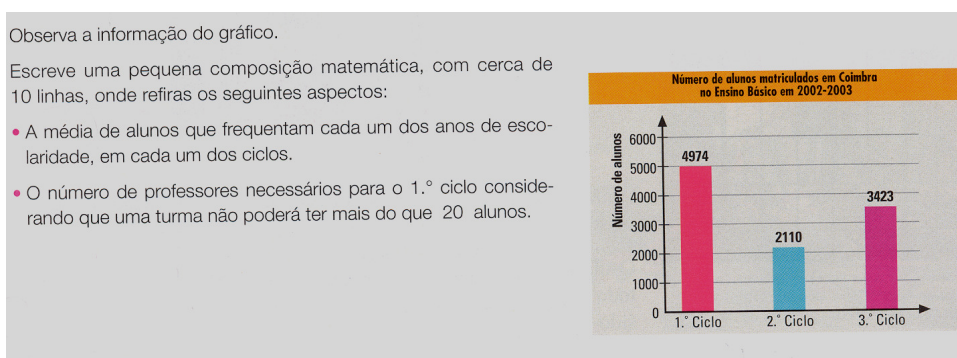 Observa a informação do gráfico.
Escreve uma pequena composição matemática, com cerca de
10 linhas, onde refiras os seguintes aspectos:
• A média de alunos que frequentam cada um dos anos de esco-
laridade, em cada um dos ciclos.
• O número de professores necessários para o 1.° ciclo conside-
rando que uma turma não poderá ter mais do que 20 alunos.
Número de alunos matriculados em Coimbra
no Ensino Básico em 2002-2003
Número de alunos
6000
5000
4000
3000
2000
1000
0
4974
2110
3423
1.° Ciclo
2.° Ciclo
3.° Ciclo